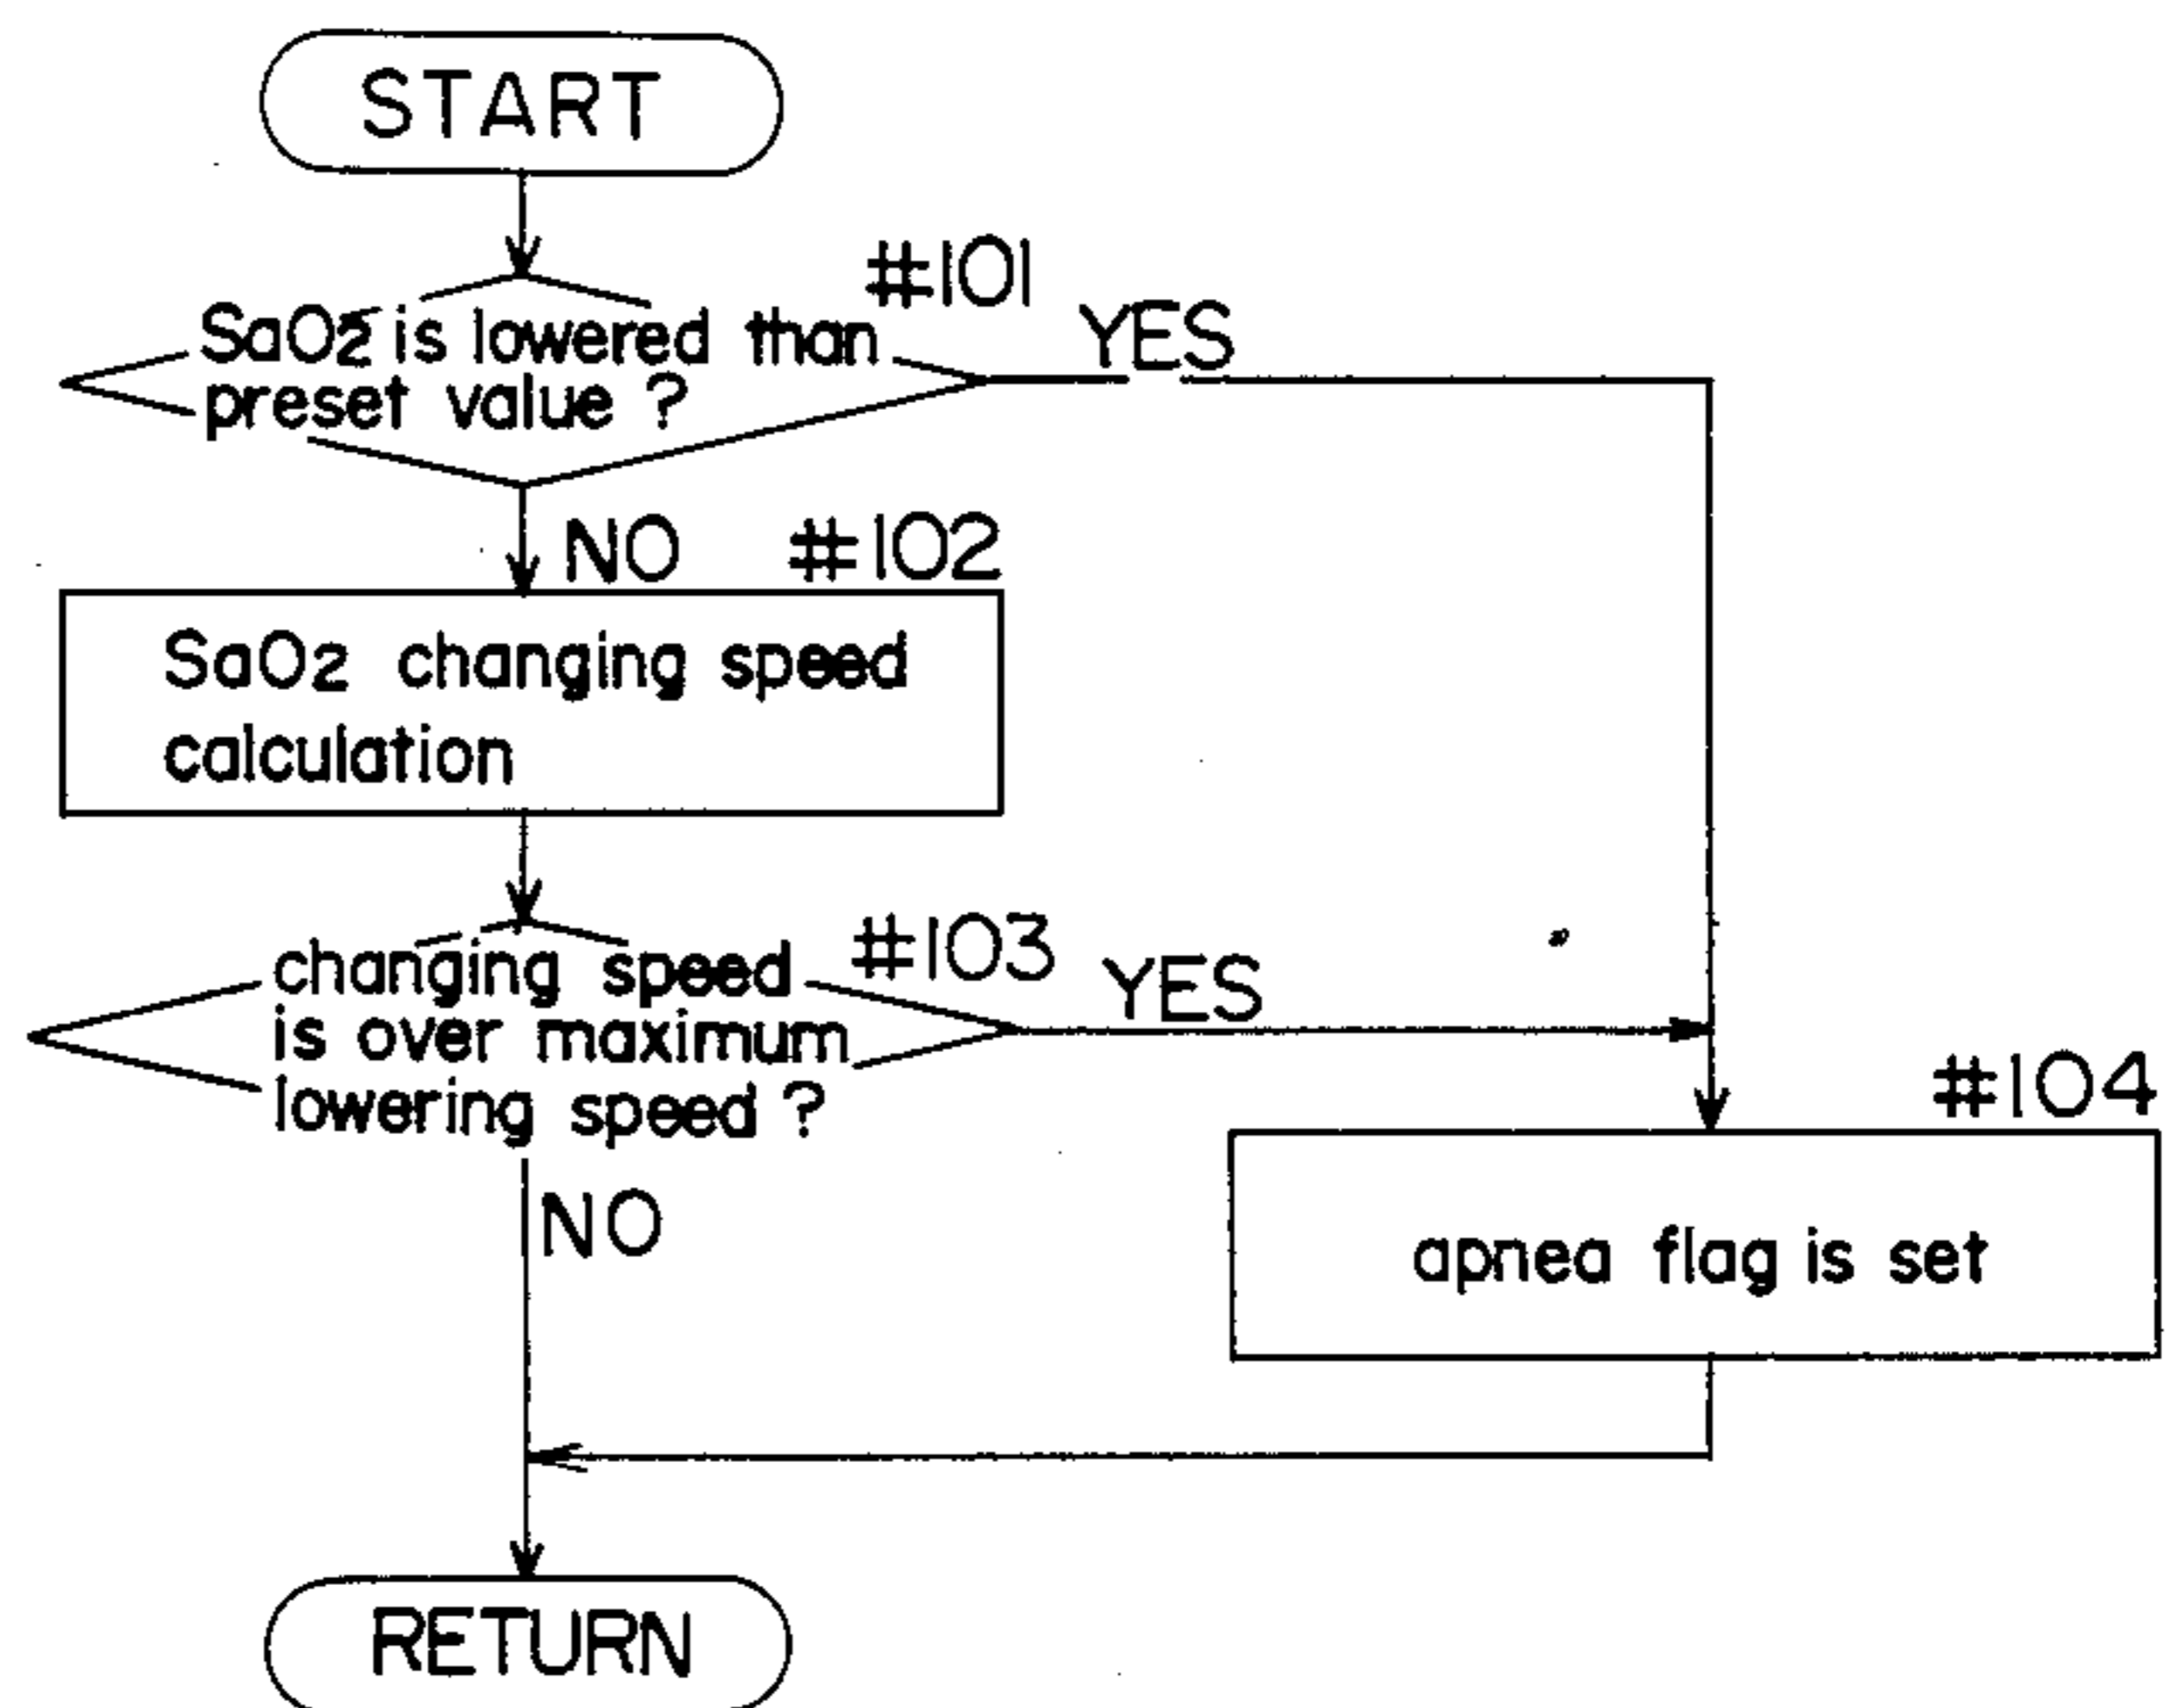 START
#101
SaO2 is lowered than
preset value ?
YES
NO
#102
SaO2 changing speed
calculation
#103
changing speed
is over maximum
lowering speed ?
YES
NO
#104
apnea flag is set
RETURN